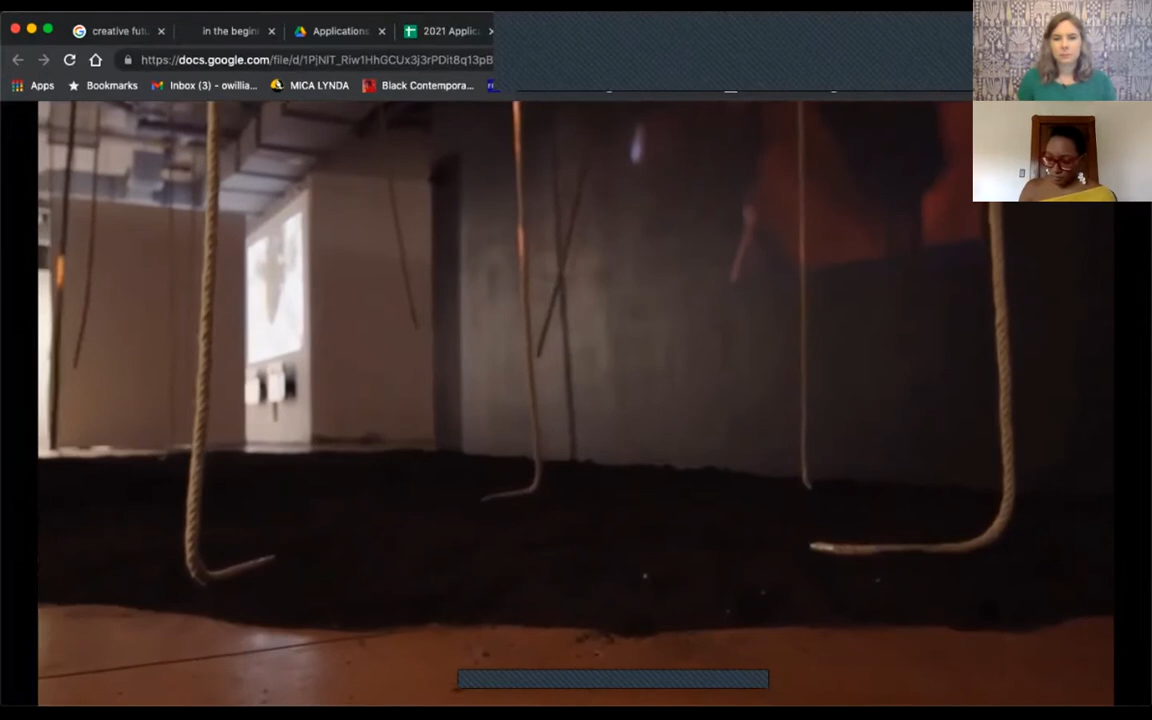 creative fut
in the begin
Applications
2021 Applic
https://docs.google.com/file/d/1PjNIT_Riw1HhGCUx3j3rPDit8q13pB
Apps
Bookmarks
Inbox (3) - owillia...
MICA LYNDA
Black Contempora...